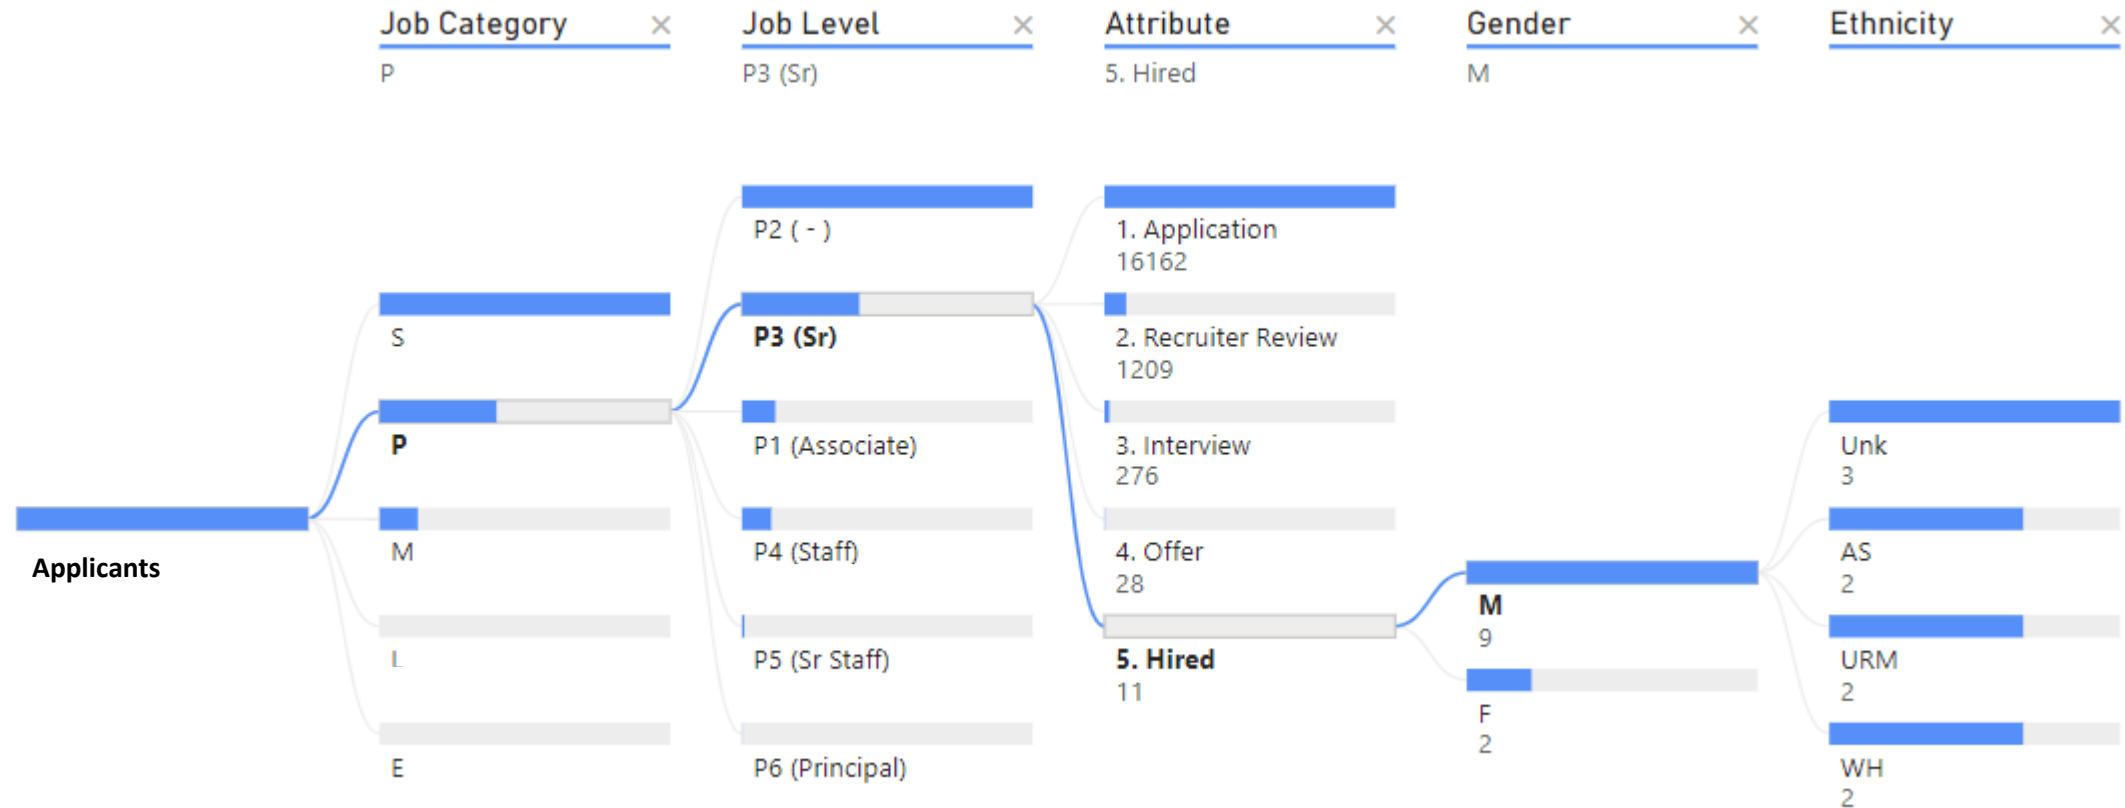 Job Category
P
Job Level
P3 (Sr)
Attribute
5. Hired
Gender
M
Ethnicity
Applicants
S
P
M
L
E
P2 ( - )
P3 (Sr)
P1 (Associate)
P4 (Staff)
P5 (Sr Staff)
P6 (Principal)
1. Application
16162
2. Recruiter Review
1209
3. Interview
276
4. Offer
28
5. Hired
11
M
9
F
2
Unk
3
AS
2
URM
2
WH
2